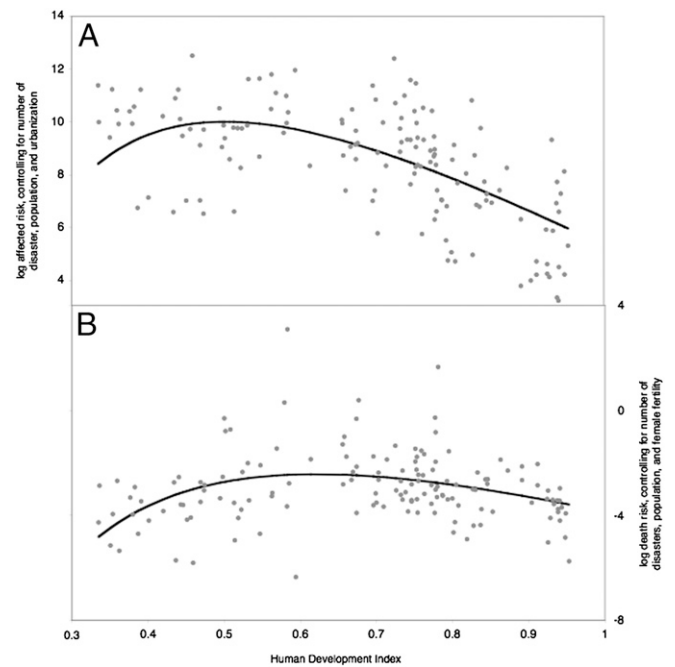 A
14
12
10
8
6
4
log affected risk, controlling for number of
disaster, population, and urbanization
B
4
0
-4
-8
log death risk, controlling for number of
disasters, population, and female fertility
0.3 0.4 0.5 0.6 0.7 0.8 0.9 1
Human Development Index